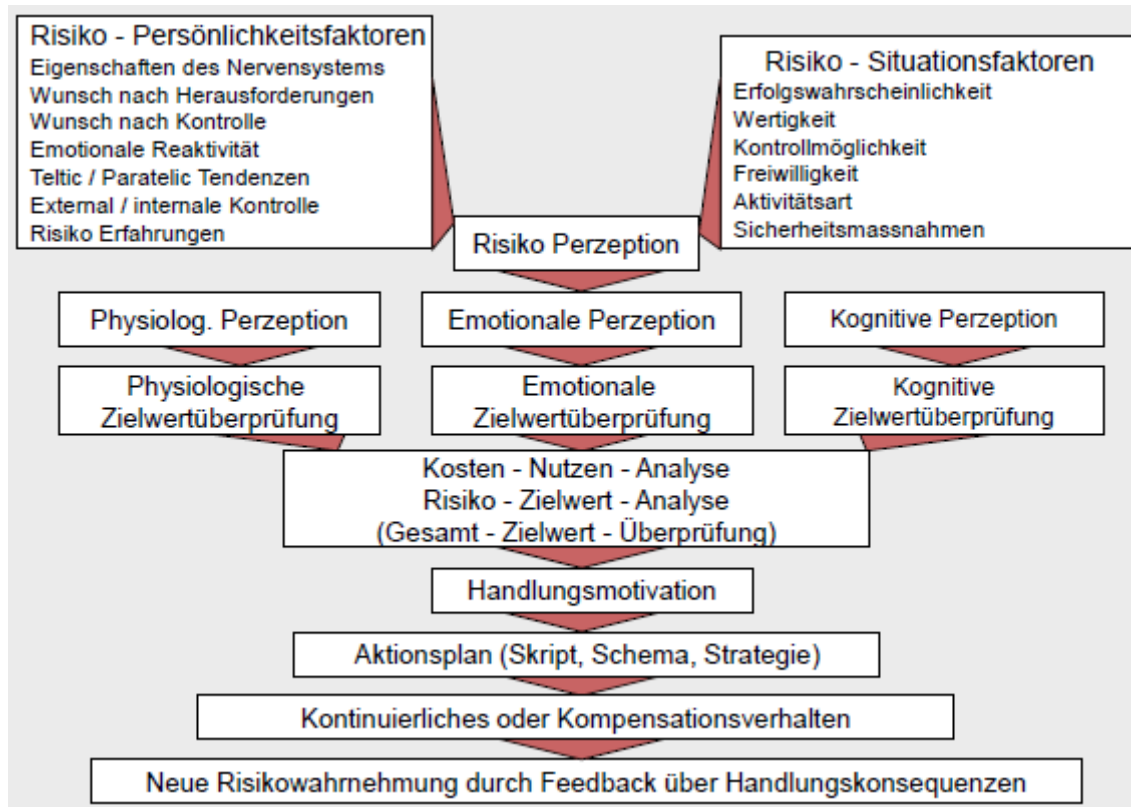 Risiko - Persönlichkeitsfaktoren
Eigenschaften des Nervensystems
Wunsch nach Herausforderungen
Wunsch nach Kontrolle
Emotionale Reaktivität
Teltic / Paratelic Tendenzen
External / internale Kontrolle
Risiko Erfahrungen
Risiko - Situationsfaktoren
Erfolgswahrscheinlichkeit
Wertigkeit
Kontrollmöglichkeit
Freiwilligkeit
Aktivitätsart
Sicherheitsmassnahmen
Risiko Perzeption
Physiolog. Perzeption
Emotionale Perzeption
Kognitive Perzeption
Physiologische
Zielwertüberprüfung
Emotionale
Zielwertüberprüfung
Kognitive
Zielwertüberprüfung
Kosten - Nutzen - Analyse
Risiko - Zielwert - Analyse
(Gesamt - Zielwert - Überprüfung)
Handlungsmotivation
Aktionsplan (Skript, Schema, Strategie)
Kontinuierliches oder Kompensationsverhalten
Neue Risikowahrnehmung durch Feedback über Handlungskonsequenzen